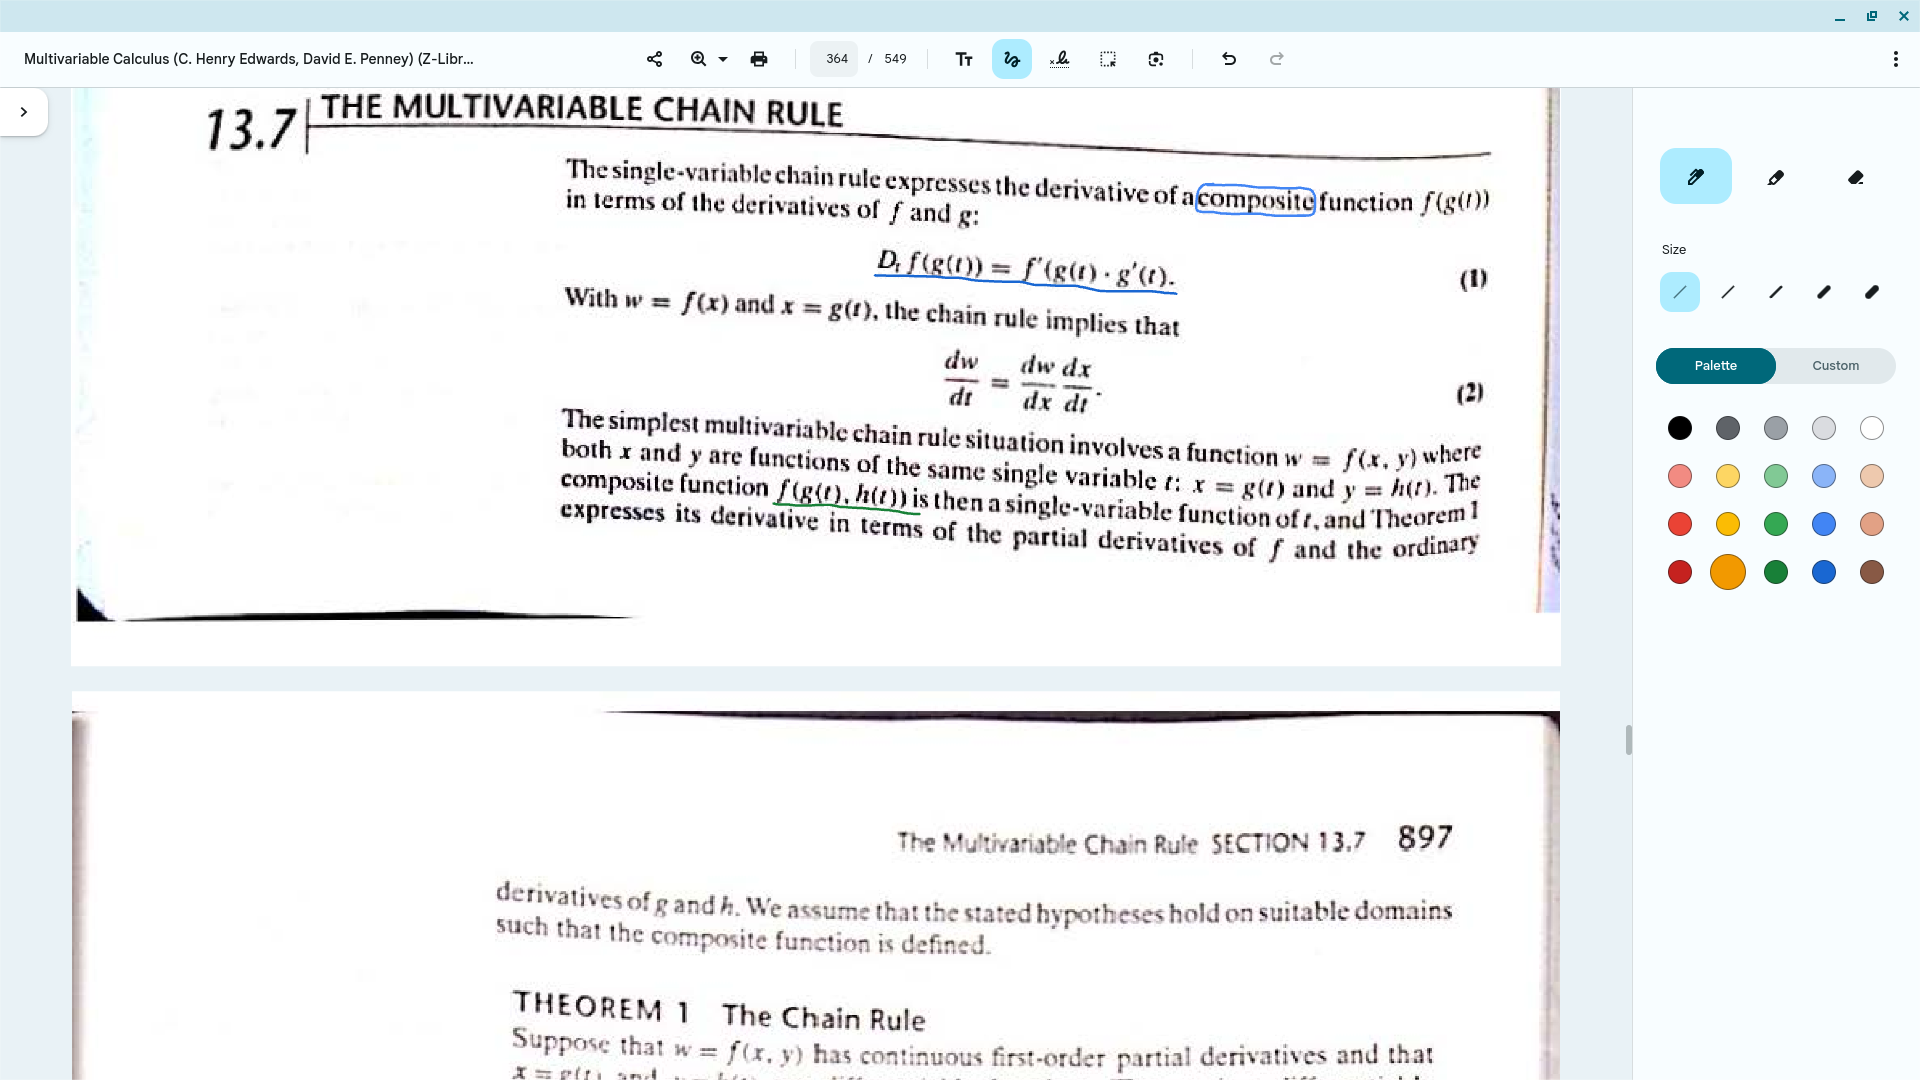 Multivariable Calculus (C. Henry Edwards, David E. Penney) (Z-Libr...
364 / 549
13.7 THE MULTIVARIABLE CHAIN RULE
The single-variable chain rule expresses the derivative of a composite function f(g(t))
in terms of the derivatives of f and g:
D_t f(g(t)) = f′(g(t) · g′(t). (1)
With w = f(x) and x = g(t), the chain rule implies that
dw/dt = dw/dx dx/dt. (2)
The simplest multivariable chain rule situation involves a function w = f(x, y) where
both x and y are functions of the same single variable t: x = g(t) and y = h(t). The
composite function f(g(t), h(t)) is then a single-variable function of t, and Theorem 1
expresses its derivative in terms of the partial derivatives of f and the ordinary
The Multivariable Chain Rule SECTION 13.7 897
derivatives of g and h. We assume that the stated hypotheses hold on suitable domains
such that the composite function is defined.
THEOREM 1 The Chain Rule
Suppose that w = f(x, y) has continuous first-order partial derivatives and that
x = g(t) and
Size
Palette
Custom